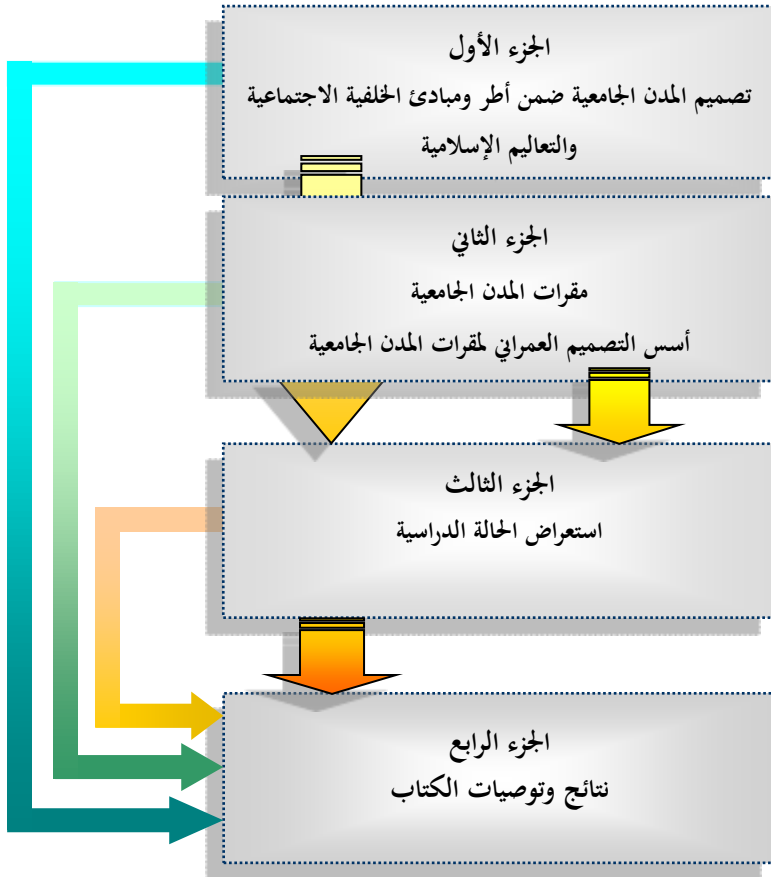 الجزء الأول
تصميم المدن الجامعية ضمن أطر ومبادئ الخلفية الاجتماعية
والتعاليم الإسلامية
الجزء الثاني
مقرات المدن الجامعية
أسس التصميم العمراني لمقرات المدن الجامعية
الجزء الثالث
استعراض الحالة الدراسية
الجزء الرابع
نتائج وتوصيات الكتاب